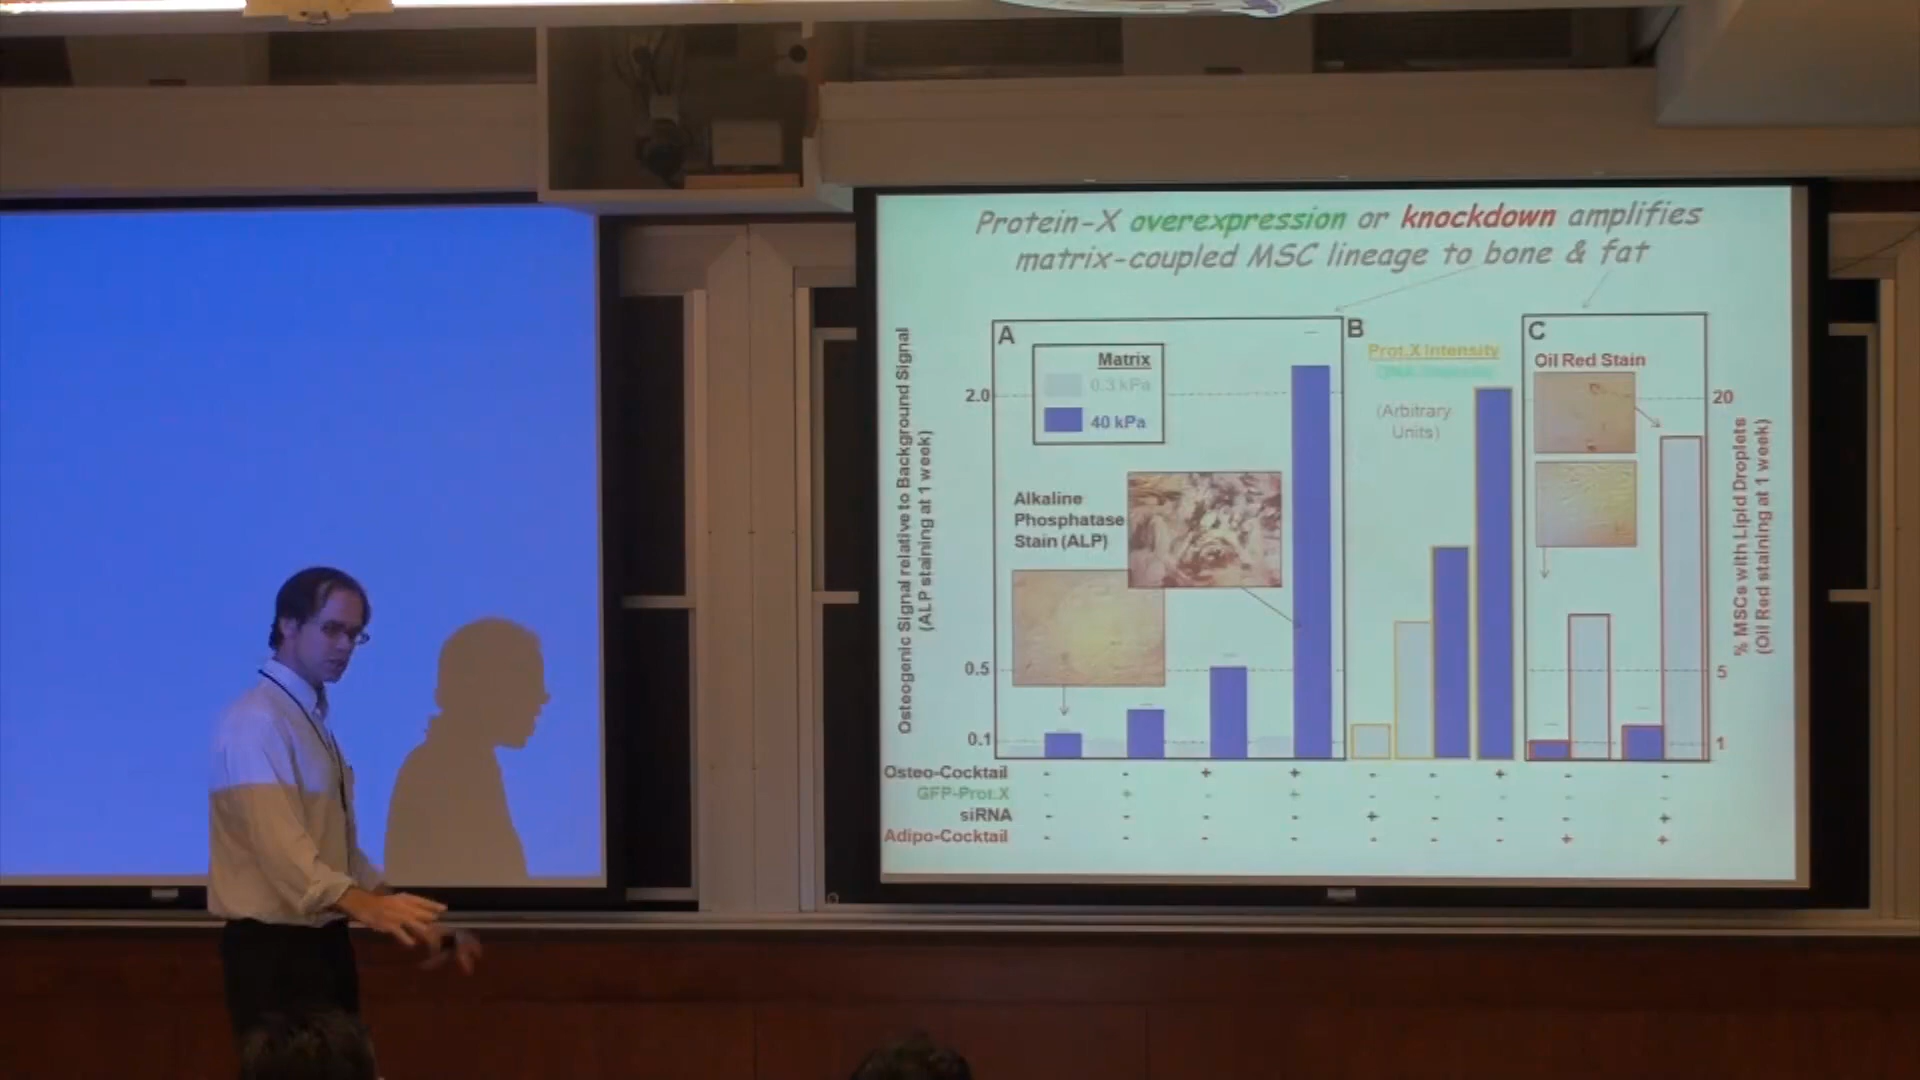 Protein-X overexpression or knockdown amplifies
matrix-coupled MSC lineage to bone & fat
Osteogenic Signal relative to Background Signal
(ALP staining at 1 week)
2.0
0.5
0.1
A
Matrix
0.3 kPa
40 kPa
Alkaline
Phosphatase
Stain (ALP)
B
Prot.X Intensity
(Arbitrary
Units)
C
Oil Red Stain
20
5
1
% MSCs with Lipid Droplets
(Oil Red staining at 1 week)
Osteo-Cocktail - - + + - - + - -
GFP-Prot.X - + - + - - - - -
siRNA - - - - + - - - +
Adipo-Cocktail - - - - - - - + +